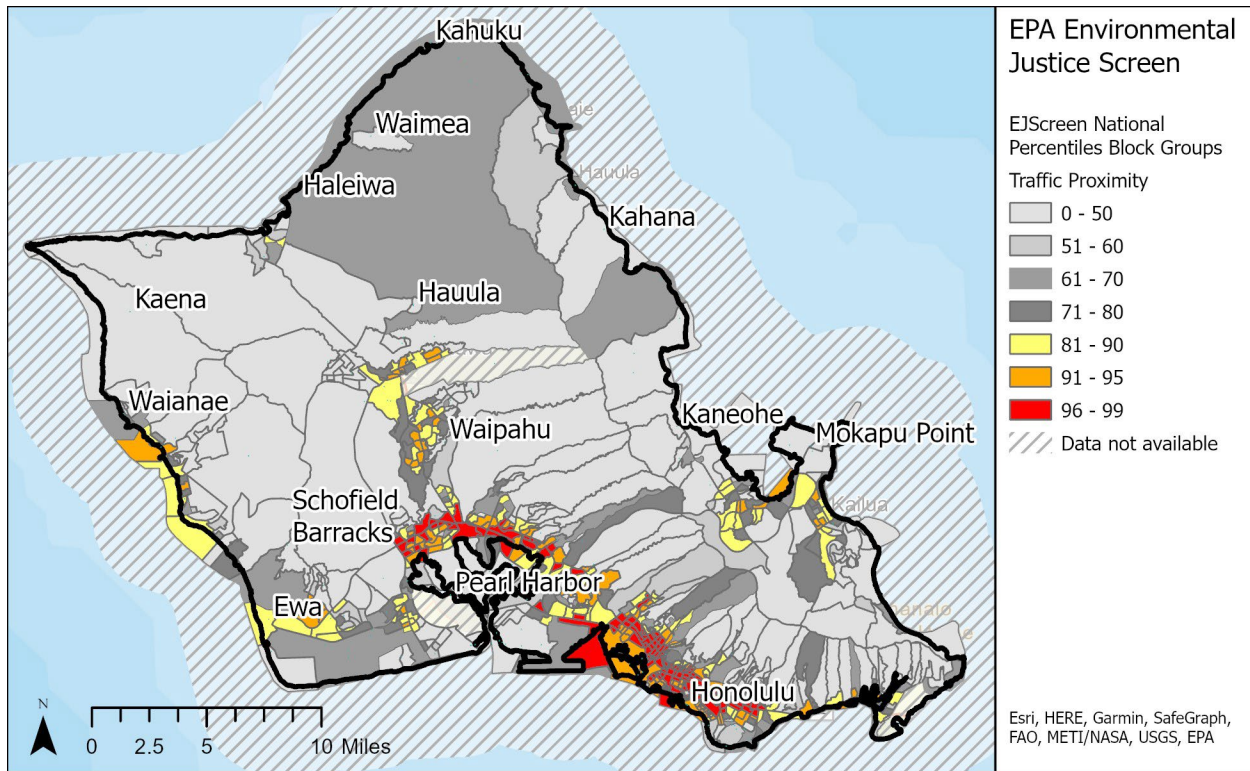 Kahuku
Waimea
Haleiwa
Hauula
Kahana
Kaena
Hauula
Waianae
Waipahu
Kaneohe
Mokapu Point
Kailua
Schofield
Barracks
Pearl Harbor
Ewa
Honolulu
N
0 2.5 5 10 Miles
EPA Environmental
Justice Screen
EJScreen National
Percentiles Block Groups
Traffic Proximity
0 - 50
51 - 60
61 - 70
71 - 80
81 - 90
91 - 95
96 - 99
Data not available
Esri, HERE, Garmin, SafeGraph,
FAO, METI/NASA, USGS, EPA